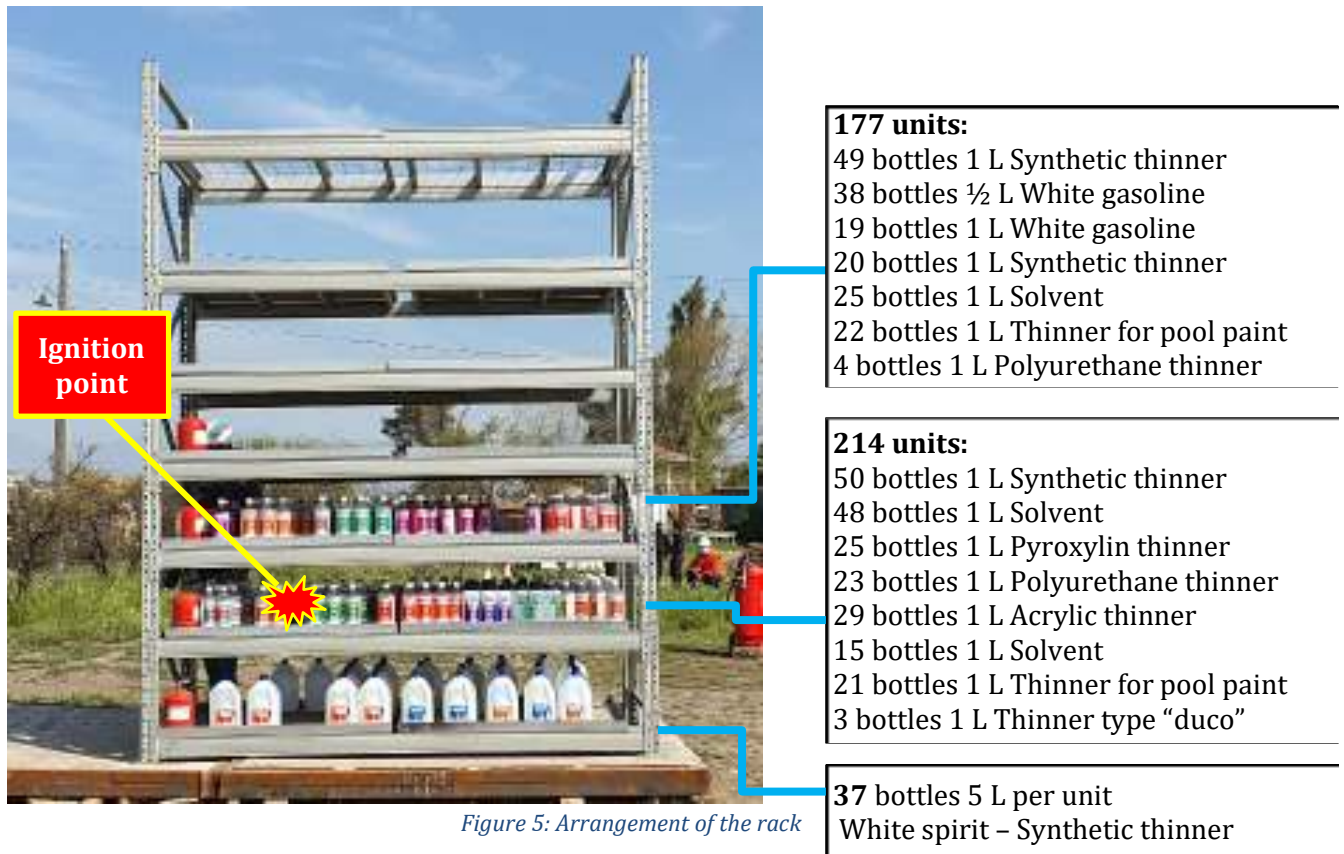 177 units:
49 bottles 1 L Synthetic thinner
38 bottles ½ L White gasoline
19 bottles 1 L White gasoline
20 bottles 1 L Synthetic thinner
25 bottles 1 L Solvent
22 bottles 1 L Thinner for pool paint
4 bottles 1 L Polyurethane thinner
Ignition
point
214 units:
50 bottles 1 L Synthetic thinner
48 bottles 1 L Solvent
25 bottles 1 L Pyroxylin thinner
23 bottles 1 L Polyurethane thinner
29 bottles 1 L Acrylic thinner
15 bottles 1 L Solvent
21 bottles 1 L Thinner for pool paint
3 bottles 1 L Thinner type “duco”
37 bottles 5 L per unit
White spirit – Synthetic thinner
Figure 5: Arrangement of the rack